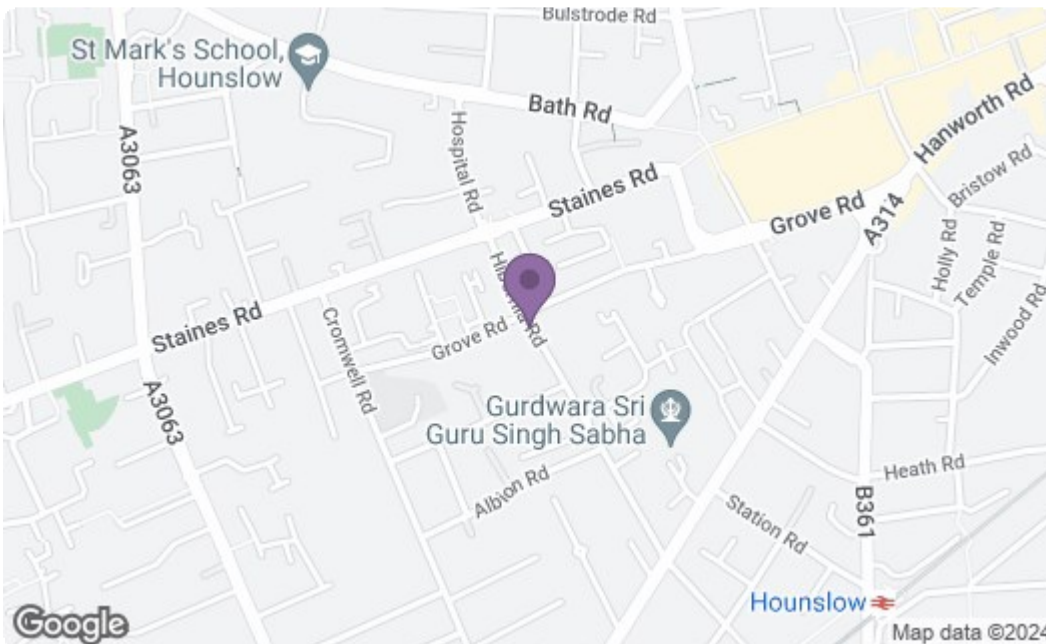 Bulstrode Rd
St Mark's School,
Hounslow
Bath Rd
Hanworth Rd
A3063
Hospital Rd
Staines Rd
Bristow Rd
Grove Rd
A314
Holly Rd
Temple Rd
Inwood Rd
Staines Rd
Cromwell Rd
Grove Rd
Rd
A3063
Gurdwara Sri
Guru Singh Sabha
Albion Rd
Heath Rd
B361
Station Rd
Hounslow
Google
Map data ©2024